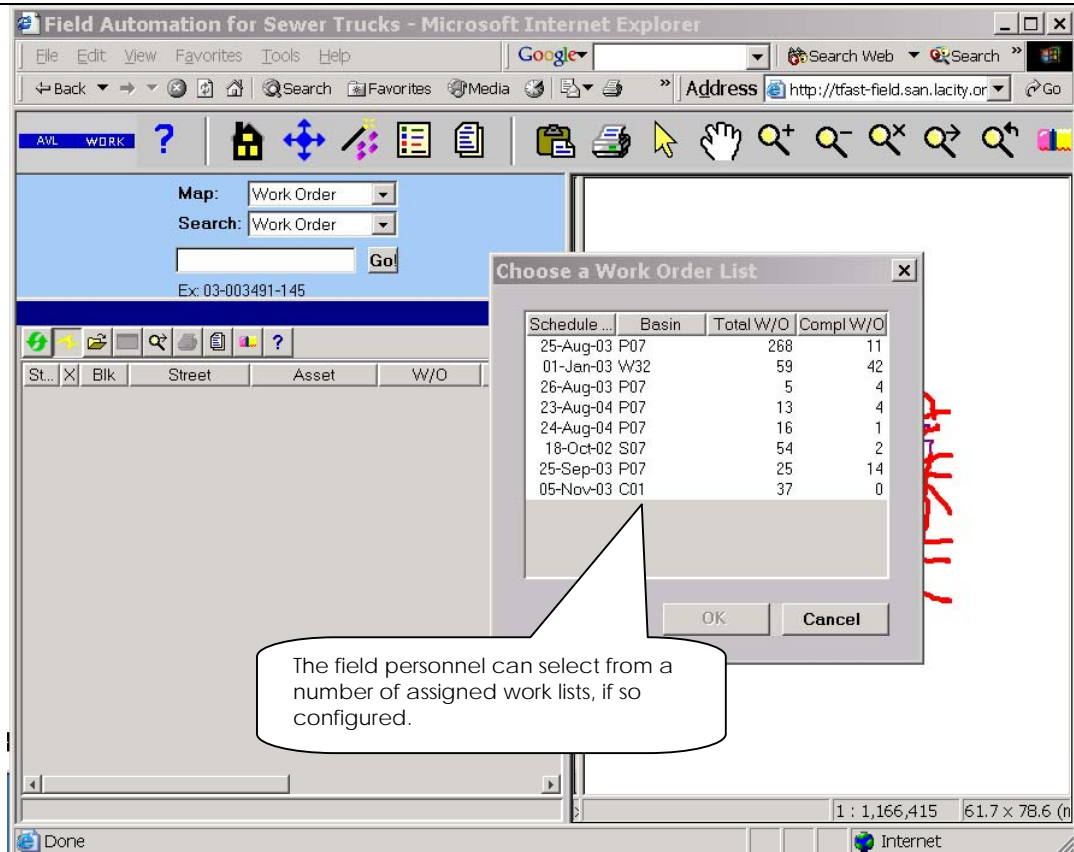 Field Automation for Sewer Trucks - Microsoft Internet Explorer
File Edit View Favorites Tools Help Google Search Web Search »
Back Search Favorites Media » Address http://tfast-field.san.lacity.or Go
AVL WORK ?
Map: Work Order
Search: Work Order
Go!
Ex: 03-003491-145
?
St... X Blk Street Asset W/O
Choose a Work Order List
Schedule ... Basin Total W/O Compl W/O
25-Aug-03 P07 268 11
01-Jan-03 W32 59 42
26-Aug-03 P07 5 4
23-Aug-04 P07 13 4
24-Aug-04 P07 16 1
18-Oct-02 S07 54 2
25-Sep-03 P07 25 14
05-Nov-03 C01 37 0
OK Cancel
The field personnel can select from a
number of assigned work lists, if so
configured.
1 : 1,166,415 61.7 x 78.6 (n
Done Internet